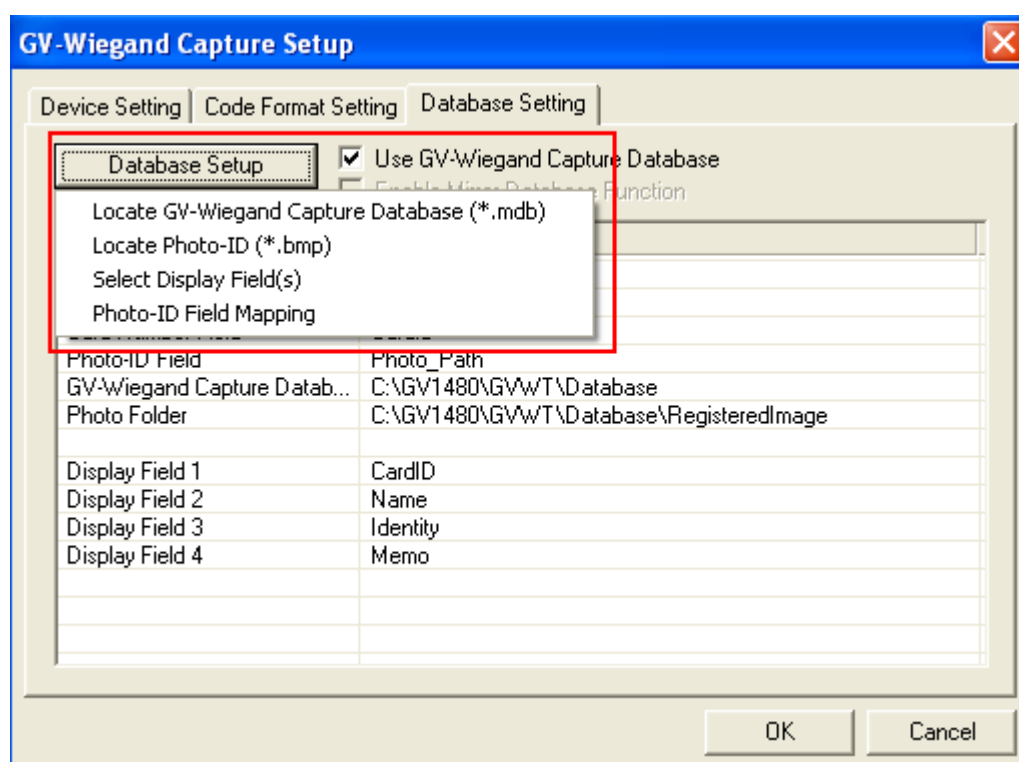 GV-Wiegand Capture Setup
Device Setting Code Format Setting Database Setting
Database Setup Use GV-Wiegand Capture Database
Function
Locate GV-Wiegand Capture Database (*.mdb)
Locate Photo-ID (*.bmp)
Select Display Field(s)
Photo-ID Field Mapping
Photo-ID Field Photo_Path
GV-Wiegand Capture Datab... C:\GV1480\GVWT\Database
Photo Folder C:\GV1480\GVWT\Database\RegisteredImage
Display Field 1 CardID
Display Field 2 Name
Display Field 3 Identity
Display Field 4 Memo
OK Cancel